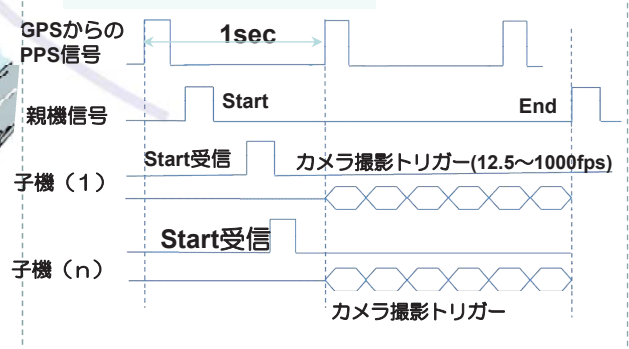 GPSからの
PPS信号
1sec
親機信号
Start
End
Start受信
カメラ撮影トリガー(12.5～1000fps)
子機（１）
Start受信
子機（ｎ）
カメラ撮影トリガー